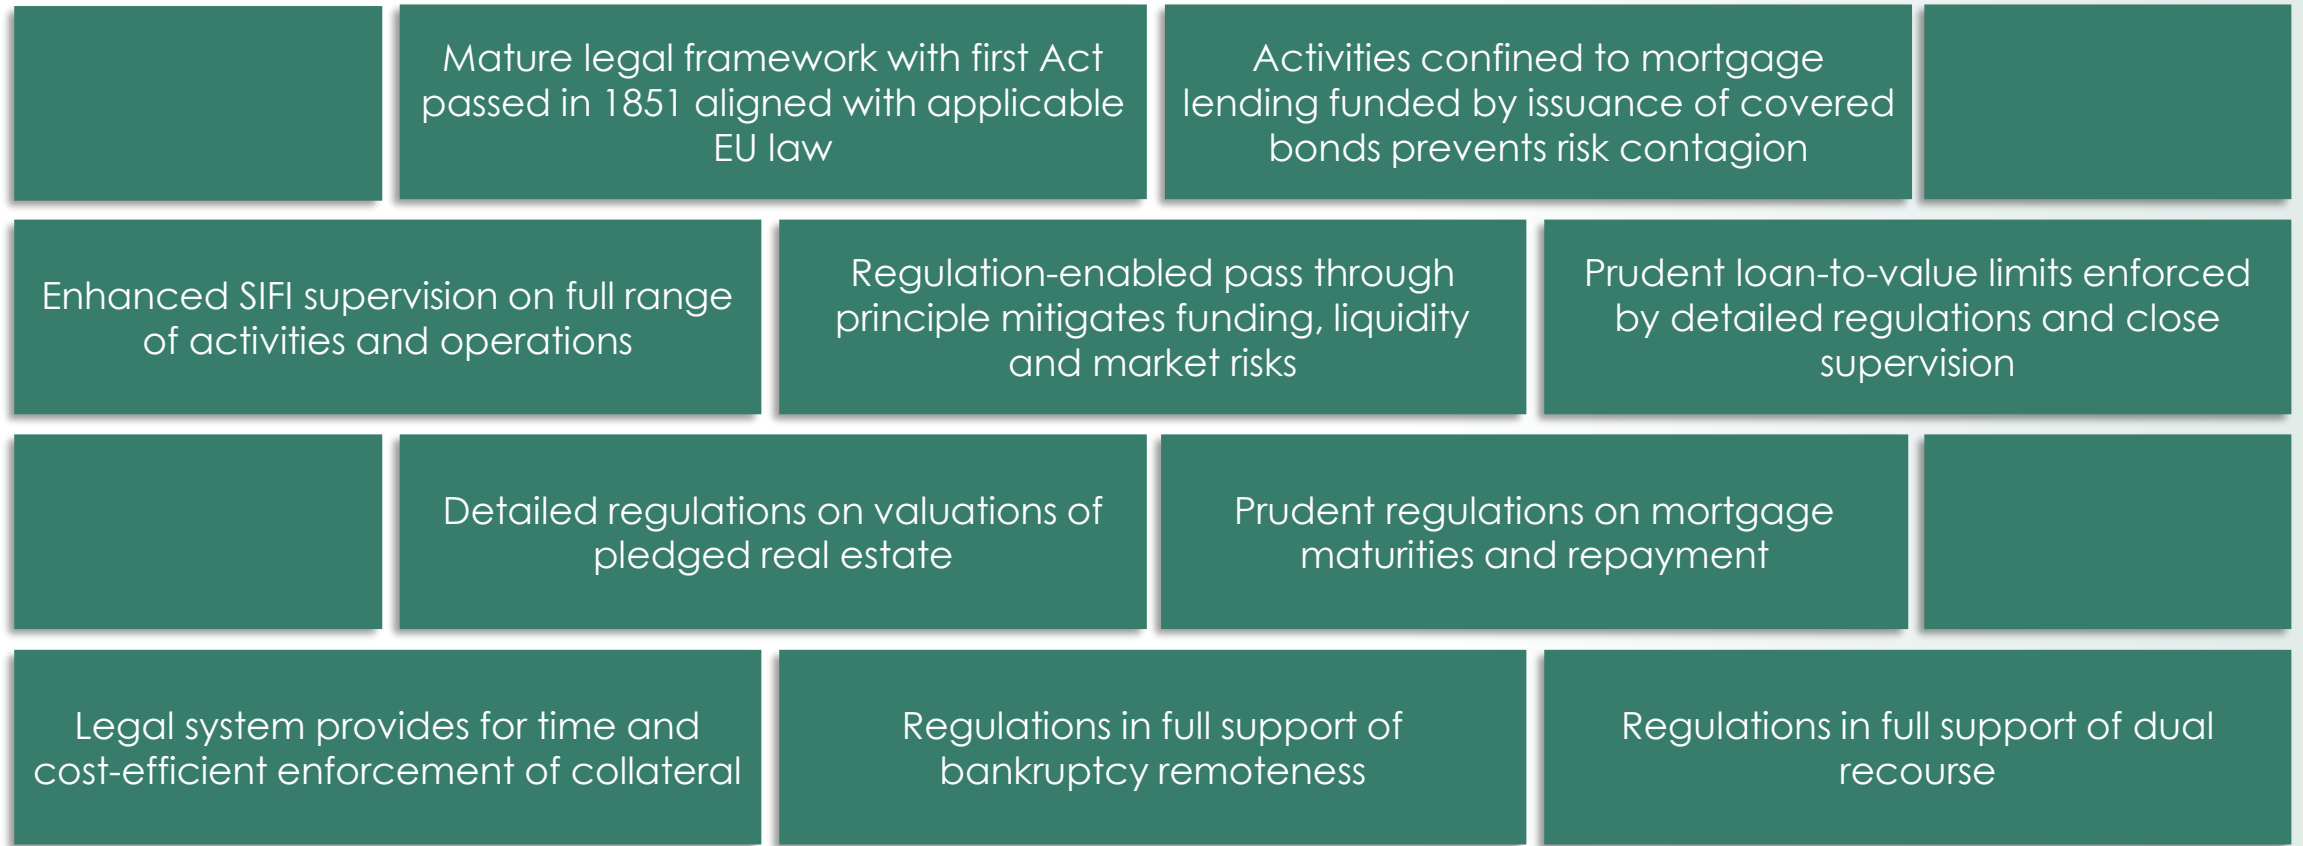 Mature legal framework with first Act
passed in 1851 aligned with applicable
EU law
Activities confined to mortgage
lending funded by issuance of covered
bonds prevents risk contagion
Enhanced SIFI supervision on full range
of activities and operations
Regulation-enabled pass through
principle mitigates funding, liquidity
and market risks
Prudent loan-to-value limits enforced
by detailed regulations and close
supervision
Detailed regulations on valuations of
pledged real estate
Prudent regulations on mortgage
maturities and repayment
Legal system provides for time and
cost-efficient enforcement of collateral
Regulations in full support of
bankruptcy remoteness
Regulations in full support of dual
recourse